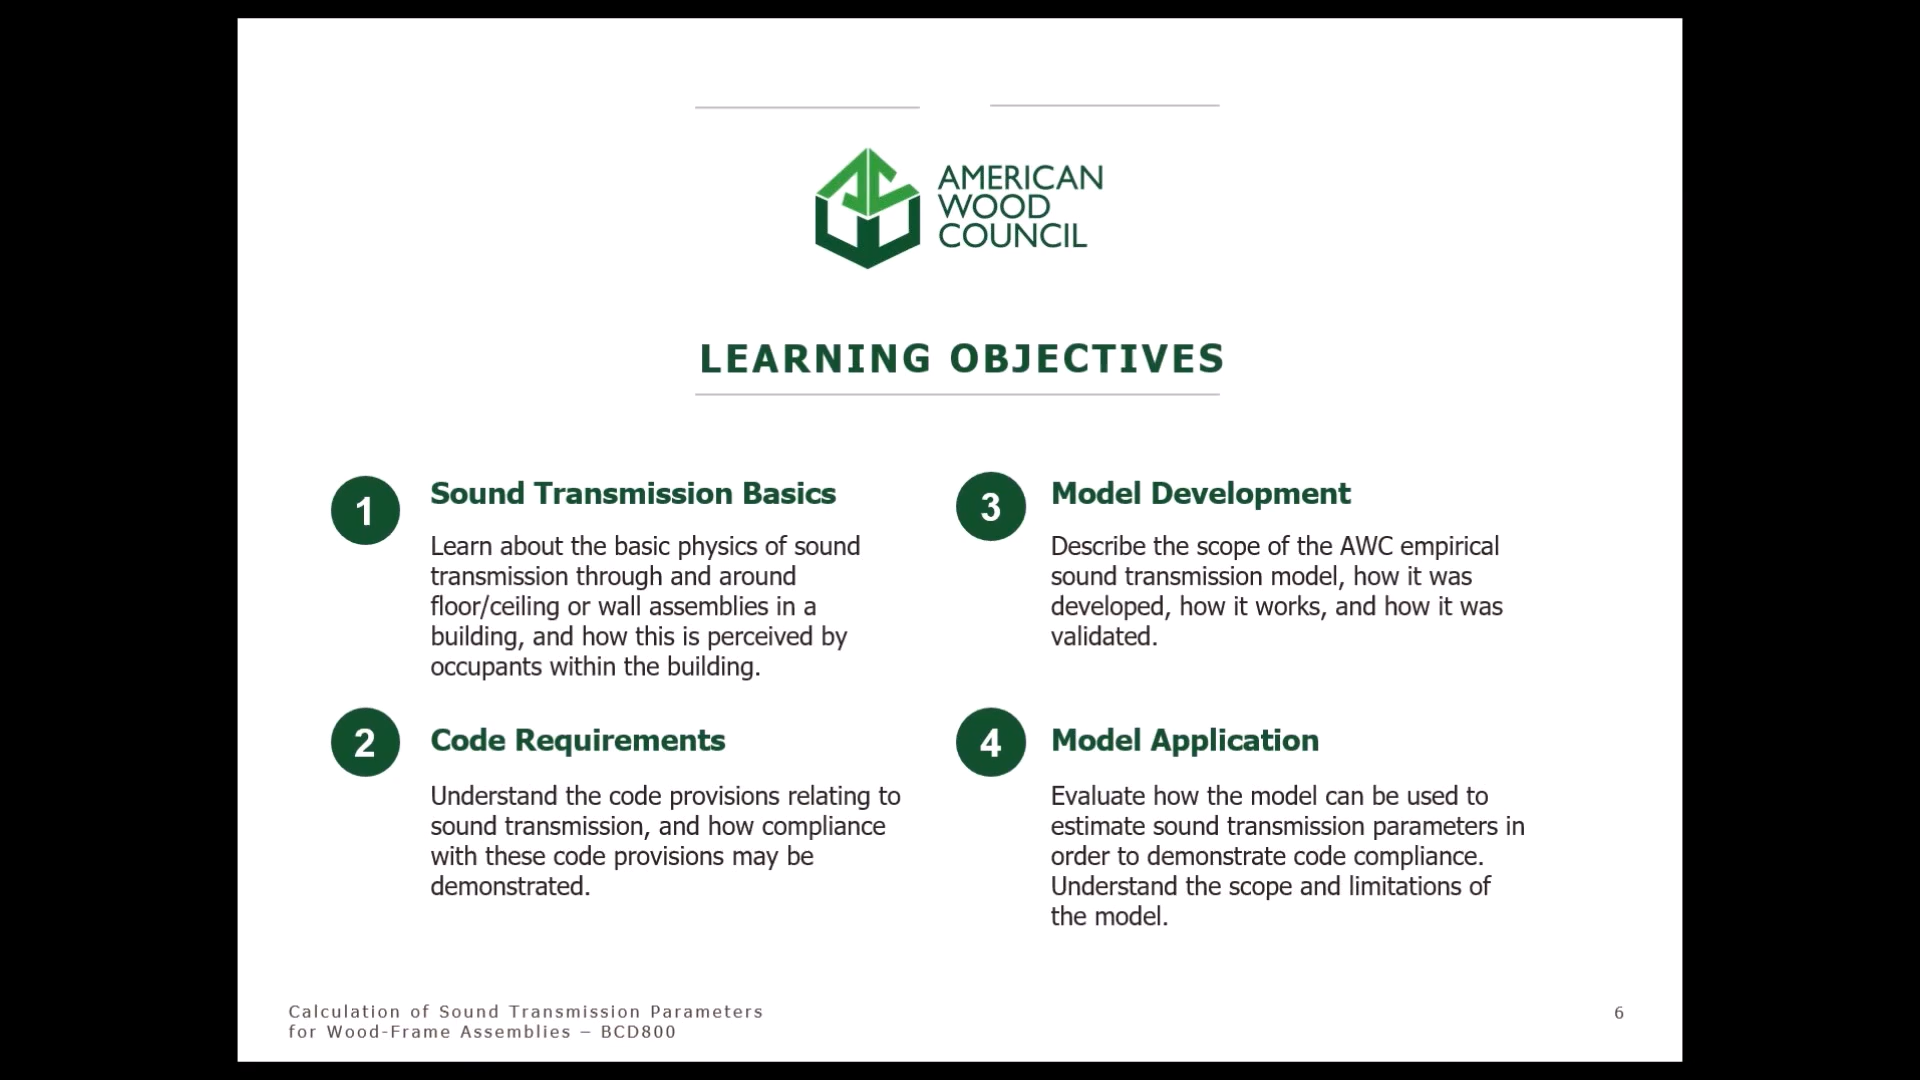 AMERICAN
WOOD
COUNCIL
LEARNING OBJECTIVES
1
Sound Transmission Basics
Learn about the basic physics of sound
transmission through and around
floor/ceiling or wall assemblies in a
building, and how this is perceived by
occupants within the building.
2
Code Requirements
Understand the code provisions relating to
sound transmission, and how compliance
with these code provisions may be
demonstrated.
3
Model Development
Describe the scope of the AWC empirical
sound transmission model, how it was
developed, how it works, and how it was
validated.
4
Model Application
Evaluate how the model can be used to
estimate sound transmission parameters in
order to demonstrate code compliance.
Understand the scope and limitations of
the model.
Calculation of Sound Transmission Parameters
for Wood-Frame Assemblies – BCD800
6